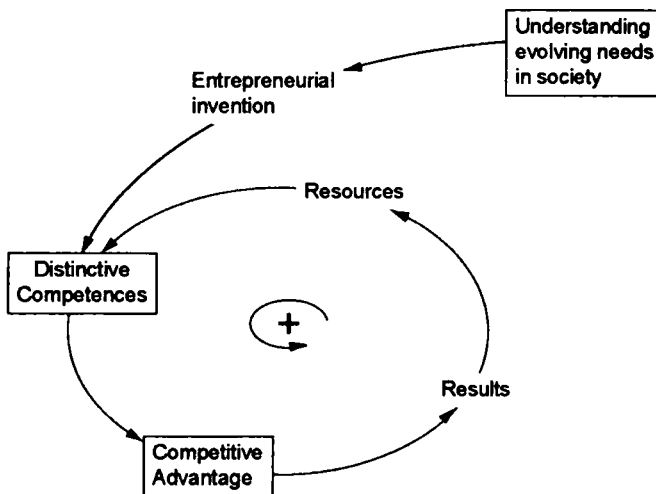 Understanding
evolving needs
in society
Entrepreneurial
invention
Resources
Distinctive
Competences
+
Results
Competitive
Advantage